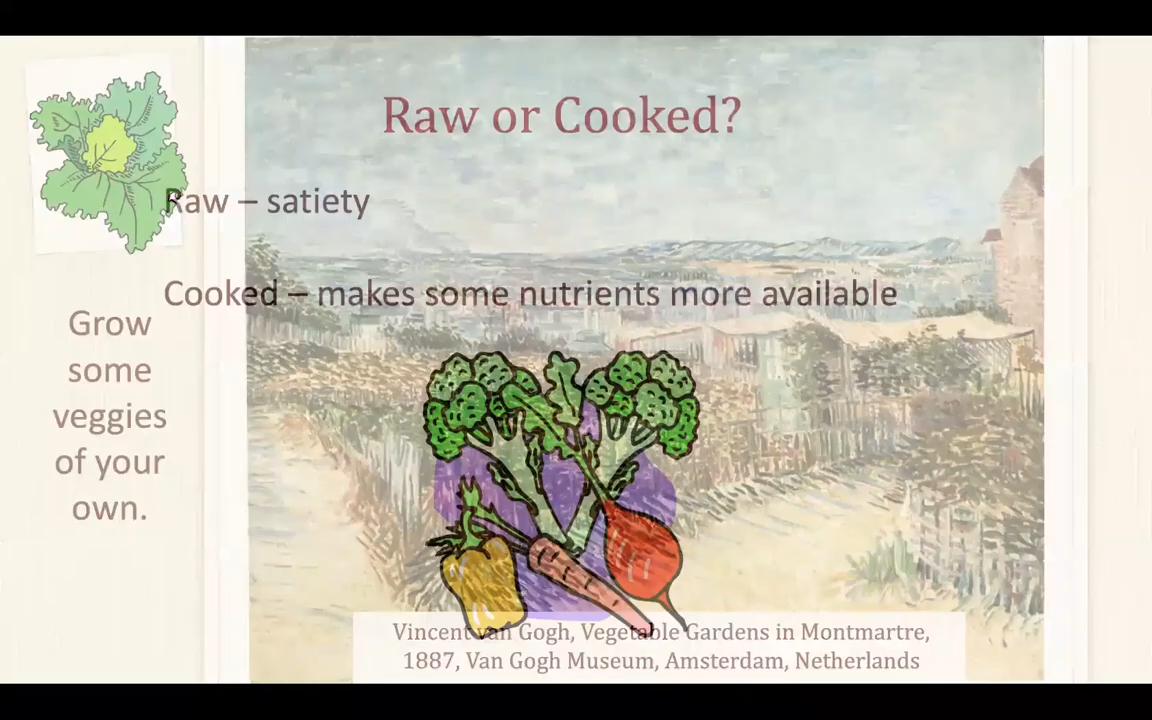 Raw or Cooked?
Raw – satiety
Cooked – makes some nutrients more available
Grow
some
veggies
of your
own.
Vincent van Gogh, Vegetable Gardens in Montmartre,
1887, Van Gogh Museum, Amsterdam, Netherlands